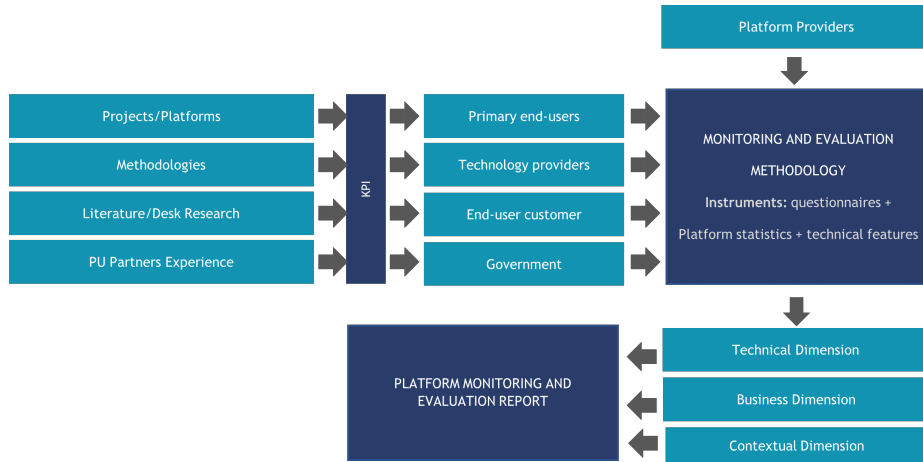 Platform Providers
Projects/Platforms
Methodologies
Literature/Desk Research
PU Partners Experience
KPI
Primary end-users
Technology providers
End-user customer
Government
MONITORING AND EVALUATION
METHODOLOGY
Instruments: questionnaires +
Platform statistics + technical features
Technical Dimension
Business Dimension
Contextual Dimension
PLATFORM MONITORING AND
EVALUATION REPORT